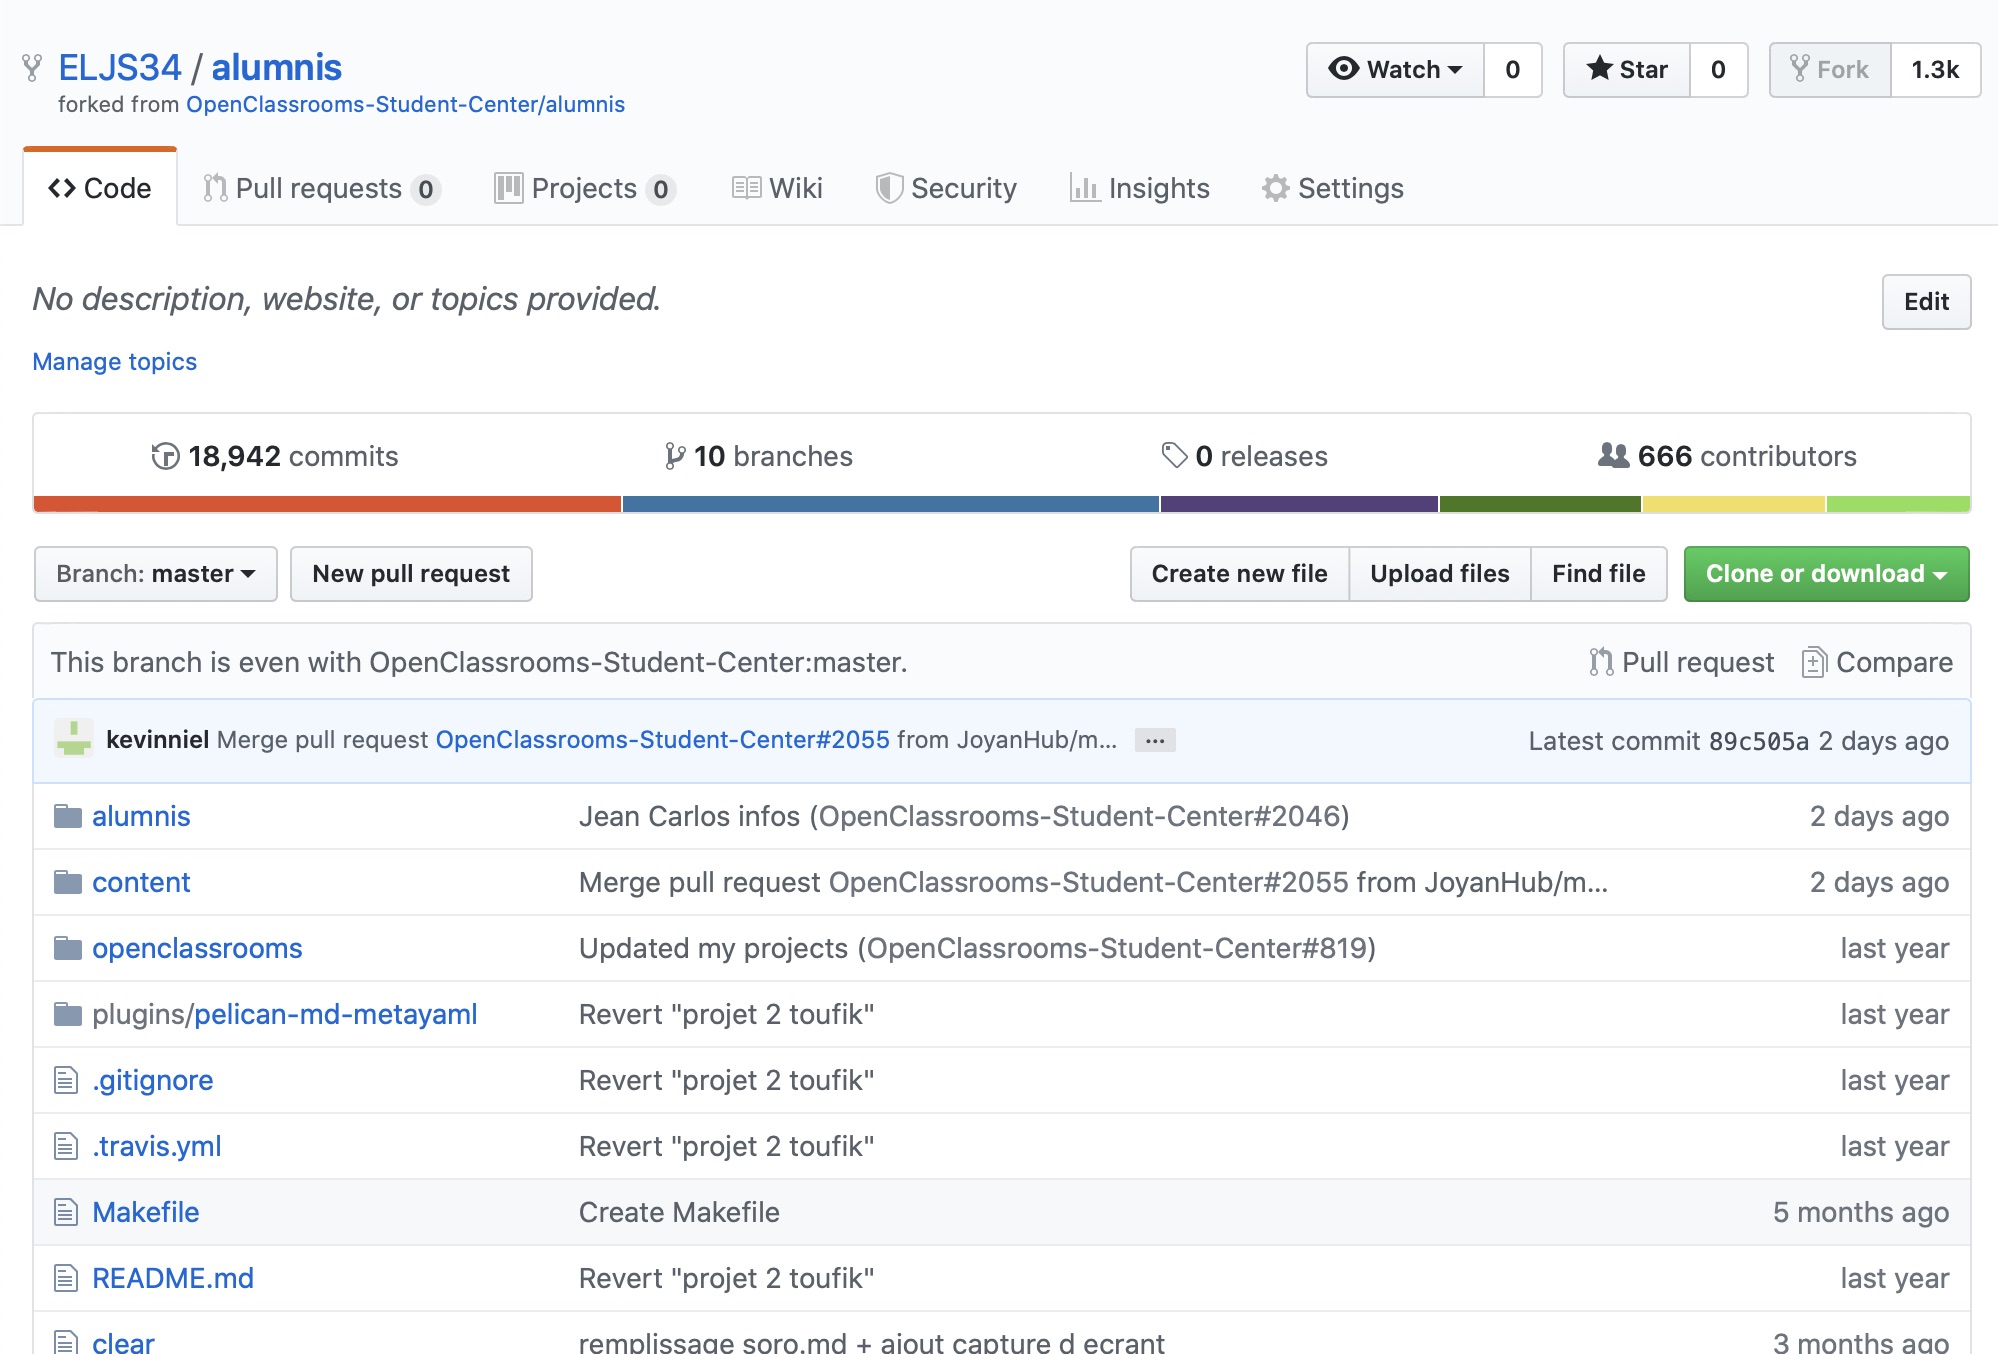 ELJS34 / alumnis
forked from OpenClassrooms-Student-Center/alumnis
Watch 0 Star 0 Fork 1.3k
Code Pull requests 0 Projects 0 Wiki Security Insights Settings
No description, website, or topics provided.
Edit
Manage topics
18,942 commits 10 branches 0 releases 666 contributors
Branch: master New pull request Create new file Upload files Find file Clone or download
This branch is even with OpenClassrooms-Student-Center:master. Pull request Compare
kevinniel Merge pull request OpenClassrooms-Student-Center#2055 from JoyanHub/m... ... Latest commit 89c505a 2 days ago
alumnis Jean Carlos infos (OpenClassrooms-Student-Center#2046) 2 days ago
content Merge pull request OpenClassrooms-Student-Center#2055 from JoyanHub/m... 2 days ago
openclassrooms Updated my projects (OpenClassrooms-Student-Center#819) last year
plugins/pelican-md-metayaml Revert "projet 2 toufik" last year
.gitignore Revert "projet 2 toufik" last year
.travis.yml Revert "projet 2 toufik" last year
Makefile Create Makefile 5 months ago
README.md Revert "projet 2 toufik" last year
clear remplissage soro.md + ajout capture d ecrant 3 months ago